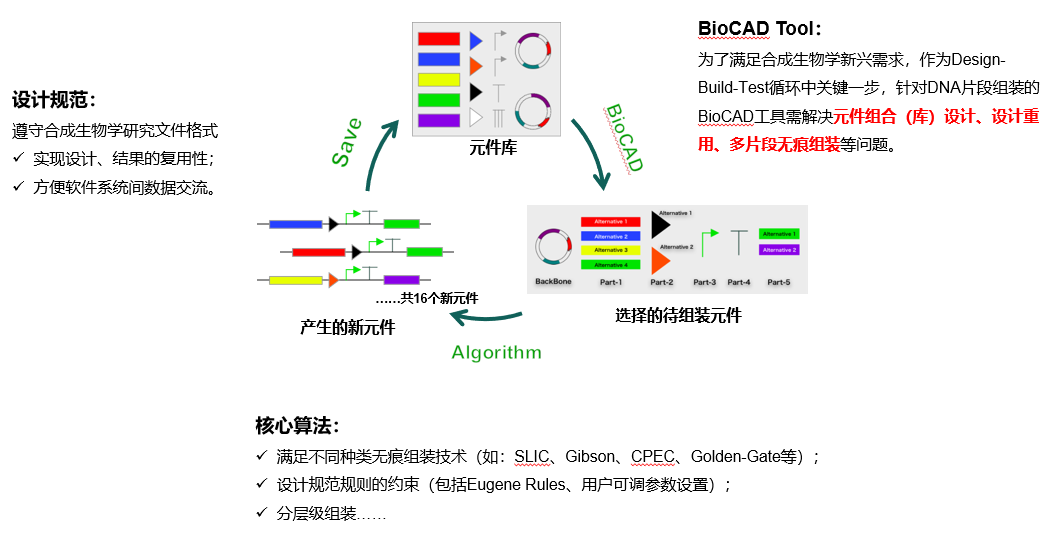 BioCAD Tool：
为了满足合成生物学新兴需求，作为Design-
Build-Test循环中关键一步，针对DNA片段组装的
BioCAD工具需解决元件组合（库）设计、设计重
用、多片段无痕组装等问题。
设计规范：
遵守合成生物学研究文件格式
✓ 实现设计、结果的复用性；
✓ 方便软件系统间数据交流。
元件库
Save
BioCAD
Alternative 1
Alternative 2
Alternative 3
Alternative 4
Alternative 1
Alternative 2
Alternative 1
Alternative 2
BackBone
Part-1
Part-2
Part-3
Part-4
Part-5
选择的待组装元件
……共16个新元件
产生的新元件
Algorithm
核心算法：
✓ 满足不同种类无痕组装技术（如：SLIC、Gibson、CPEC、Golden-Gate等）；
✓ 设计规范规则的约束（包括Eugene Rules、用户可调参数设置）；
✓ 分层级组装……